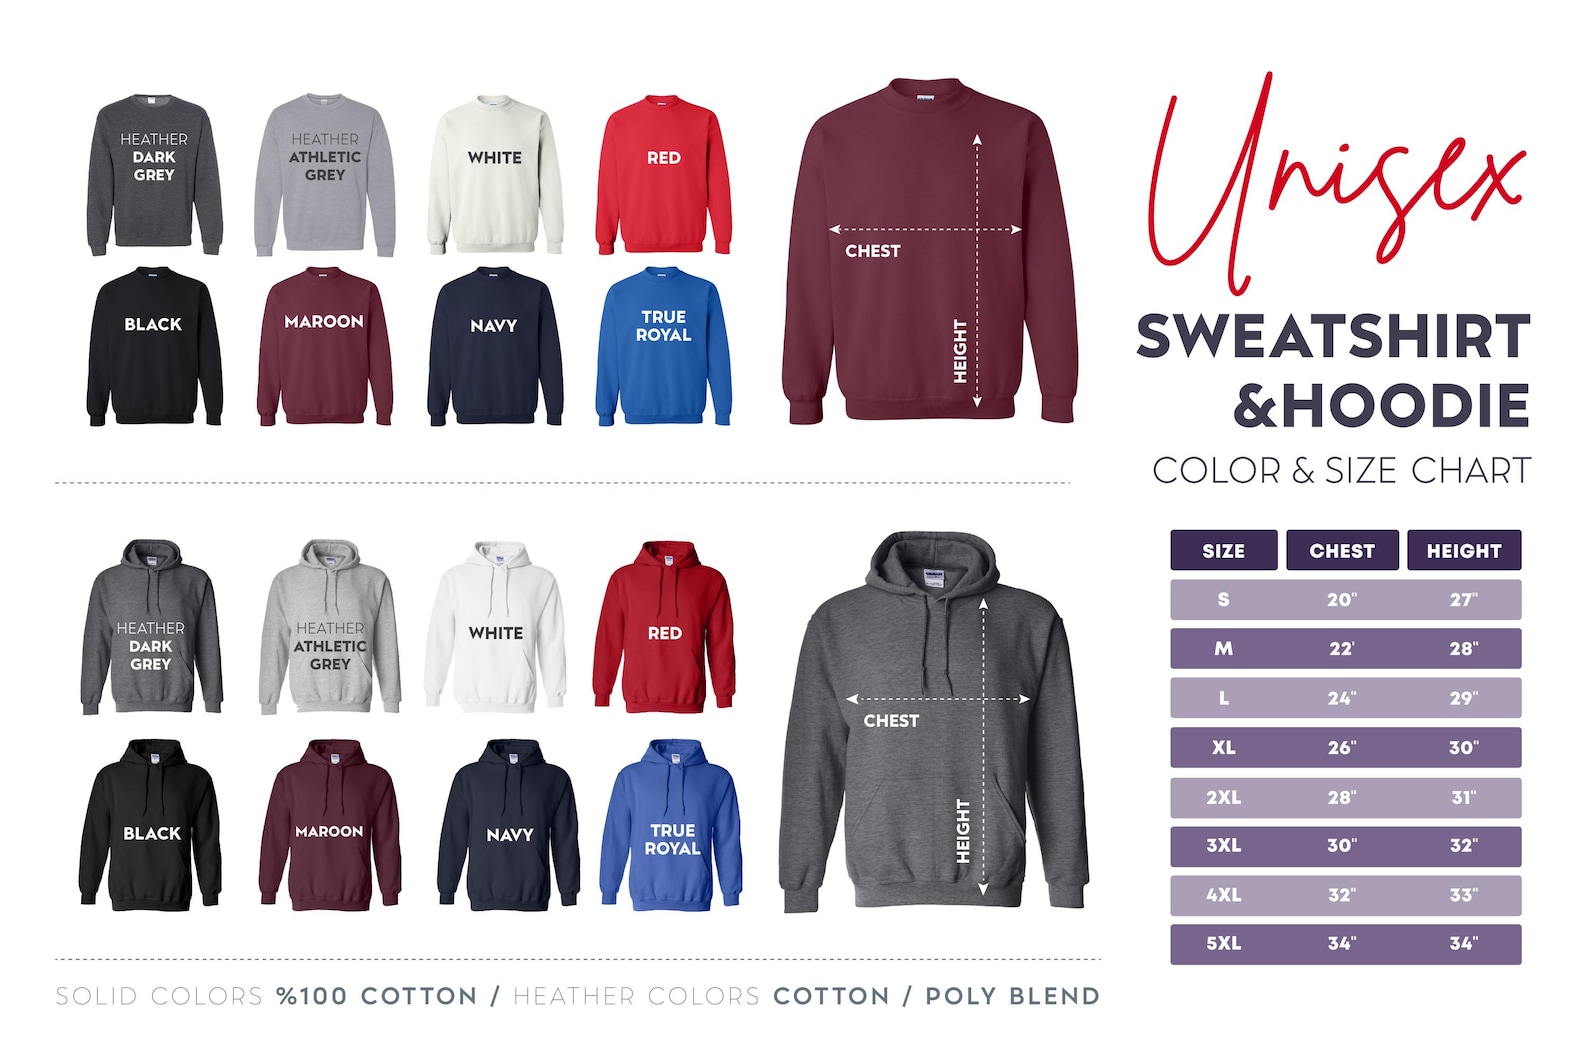 HEATHER
DARK
GREY
HEATHER
ATHLETIC
GREY
WHITE
RED
BLACK
MAROON
NAVY
TRUE
ROYAL
CHEST
HEIGHT
Unisex
SWEATSHIRT
&HOODIE
COLOR & SIZE CHART
HEATHER
DARK
GREY
HEATHER
ATHLETIC
GREY
WHITE
RED
BLACK
MAROON
NAVY
TRUE
ROYAL
CHEST
HEIGHT
SIZE CHEST HEIGHT
S 20" 27"
M 22' 28"
L 24" 29"
XL 26" 30"
2XL 28" 31"
3XL 30" 32"
4XL 32" 33"
5XL 34" 34"
SOLID COLORS %100 COTTON / HEATHER COLORS COTTON / POLY BLEND